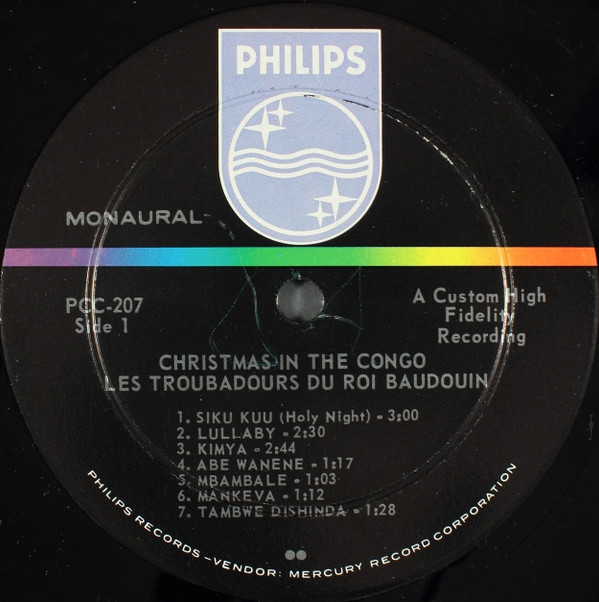 PHILIPS
MONAURAL
PCC-207
Side 1
A Custom High
Fidelity
Recording
CHRISTMAS IN THE CONGO
LES TROUBADOURS DU ROI BAUDOUIN
1. SIKU KUU (Holy Night) - 3:00
2. LULLABY - 2:30
3. KIMYA - 2:44
4. ABE WANENE - 1:17
5. MBAMBALE - 1:03
6. MANKEVA - 1:12
7. TAMBWE DISHINDA - 1:28
PHILIPS RECORDS - VENDOR: MERCURY RECORD CORPORATION